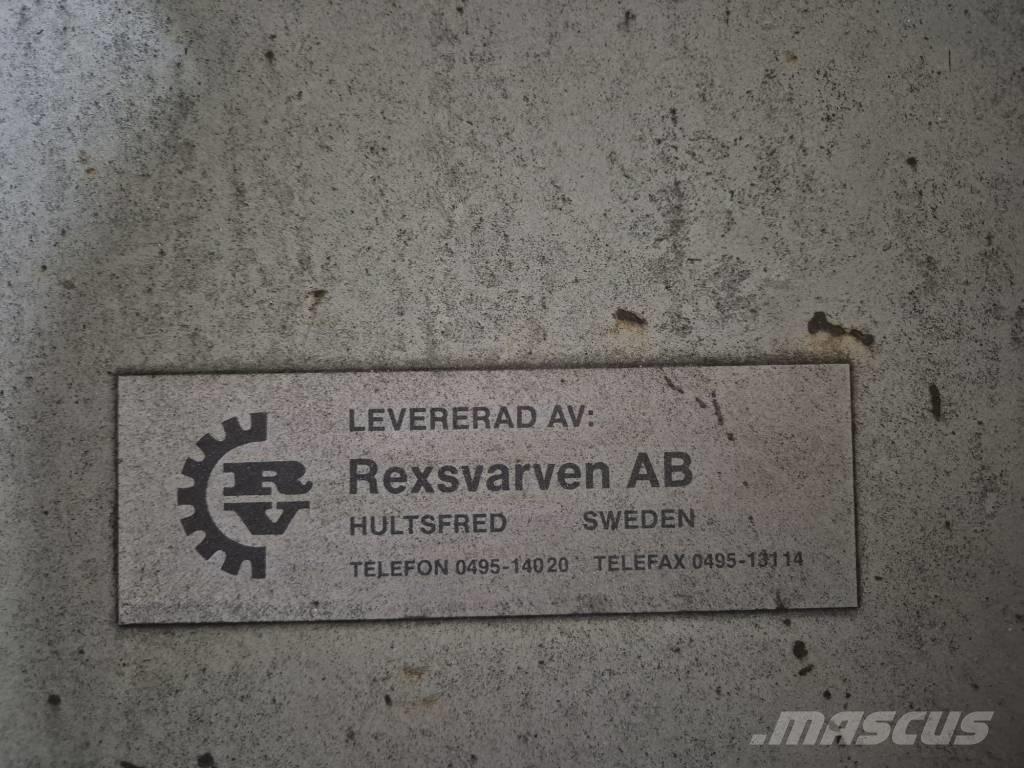 LEVERERAD AV:
RV
Rexsvarven AB
HULTSFRED SWEDEN
TELEFON 0495-14020 TELEFAX 0495-13114
.mascus